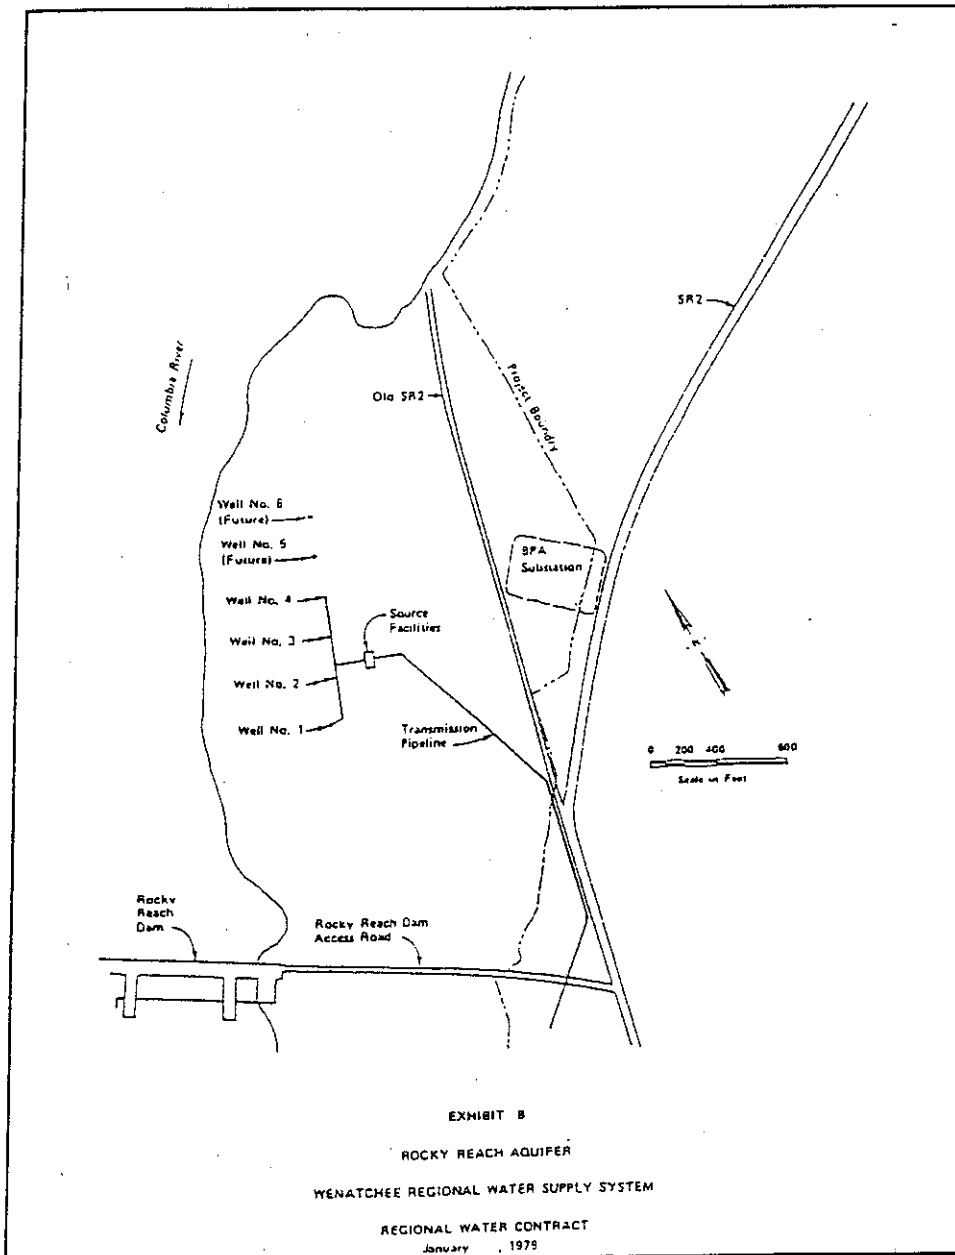 SR2
Columbia River
Old SR2
Project Boundry
Well No. 6
(Future)
Well No. 5
(Future)
BPA
Substation
Well No. 4
Source
Facilities
Well No. 3
Well No. 2
Well No. 1
Transmission
Pipeline
N
0 200 400 800
Scale in Feet
Rocky
Reach
Dam
Rocky Reach Dam
Access Road
EXHIBIT B
ROCKY REACH AQUIFER
WENATCHEE REGIONAL WATER SUPPLY SYSTEM
REGIONAL WATER CONTRACT
January , 1979